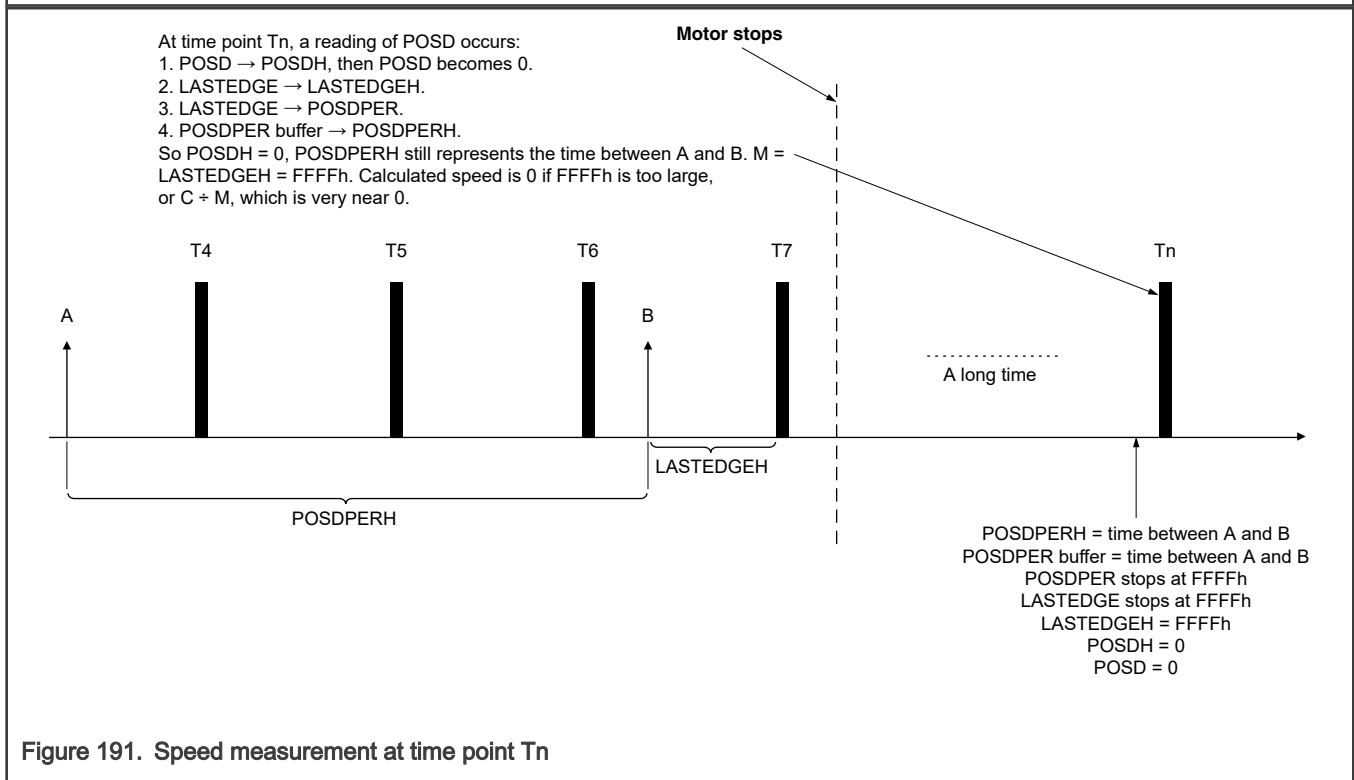 At time point Tn, a reading of POSD occurs:
1. POSD → POSDH, then POSD becomes 0.
2. LASTEDGE → LASTEDGEH.
3. LASTEDGE → POSDPER.
4. POSDPER buffer → POSDPERH.
So POSDH = 0, POSDPERH still represents the time between A and B. M =
LASTEDGEH = FFFFh. Calculated speed is 0 if FFFFh is too large,
or C ÷ M, which is very near 0.
Motor stops
T4
T5
T6
T7
Tn
A
B
A long time
LASTEDGEH
POSDPERH
POSDPERH = time between A and B
POSDPER buffer = time between A and B
POSDPER stops at FFFFh
LASTEDGE stops at FFFFh
LASTEDGEH = FFFFh
POSDH = 0
POSD = 0
Figure 191. Speed measurement at time point Tn